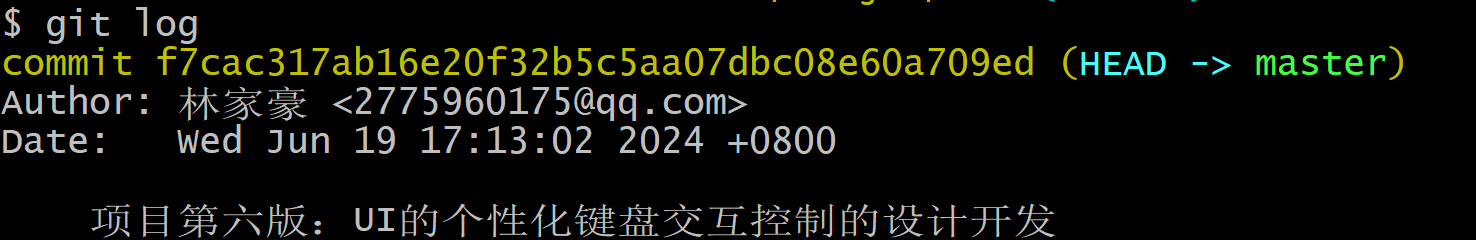 $ git log
commit f7cac317ab16e20f32b5c5aa07dbc08e60a709ed (HEAD -> master)
Author: 林家豪 <2775960175@qq.com>
Date:   Wed Jun 19 17:13:02 2024 +0800
项目第六版：UI的个性化键盘交互控制的设计开发